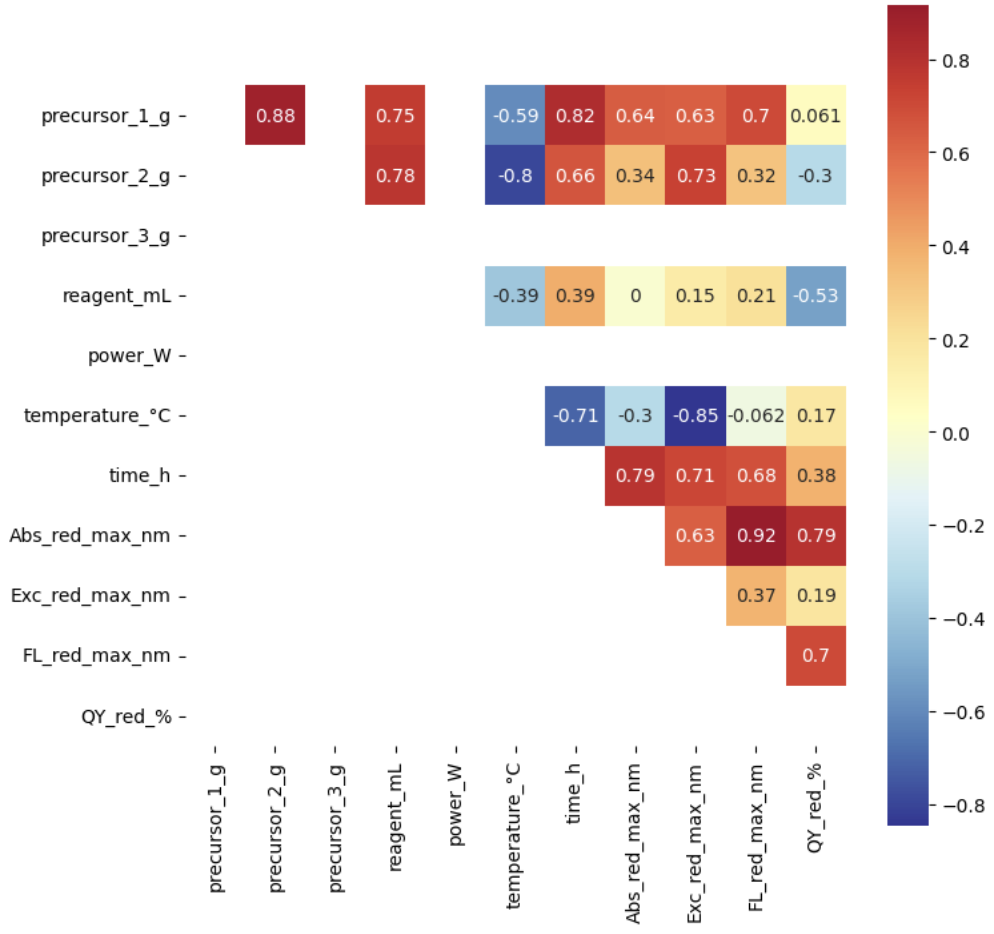 0.8
precursor_1_g 0.88 0.75 -0.59 0.82 0.64 0.63 0.7 0.061
precursor_2_g 0.78 -0.8 0.66 0.34 0.73 0.32 -0.3
0.6
precursor_3_g
0.4
reagent_mL -0.39 0.39 0 0.15 0.21 -0.53
0.2
power_W
temperature_°C -0.71 -0.3 -0.85 -0.062 0.17
0.0
time_h 0.79 0.71 0.68 0.38
-0.2
Abs_red_max_nm 0.63 0.92 0.79
Exc_red_max_nm 0.37 0.19
-0.4
FL_red_max_nm 0.7
-0.6
QY_red_%
-0.8
precursor_1_g
precursor_2_g
precursor_3_g
reagent_mL
power_W
temperature_°C
time_h
Abs_red_max_nm
Exc_red_max_nm
FL_red_max_nm
QY_red_%